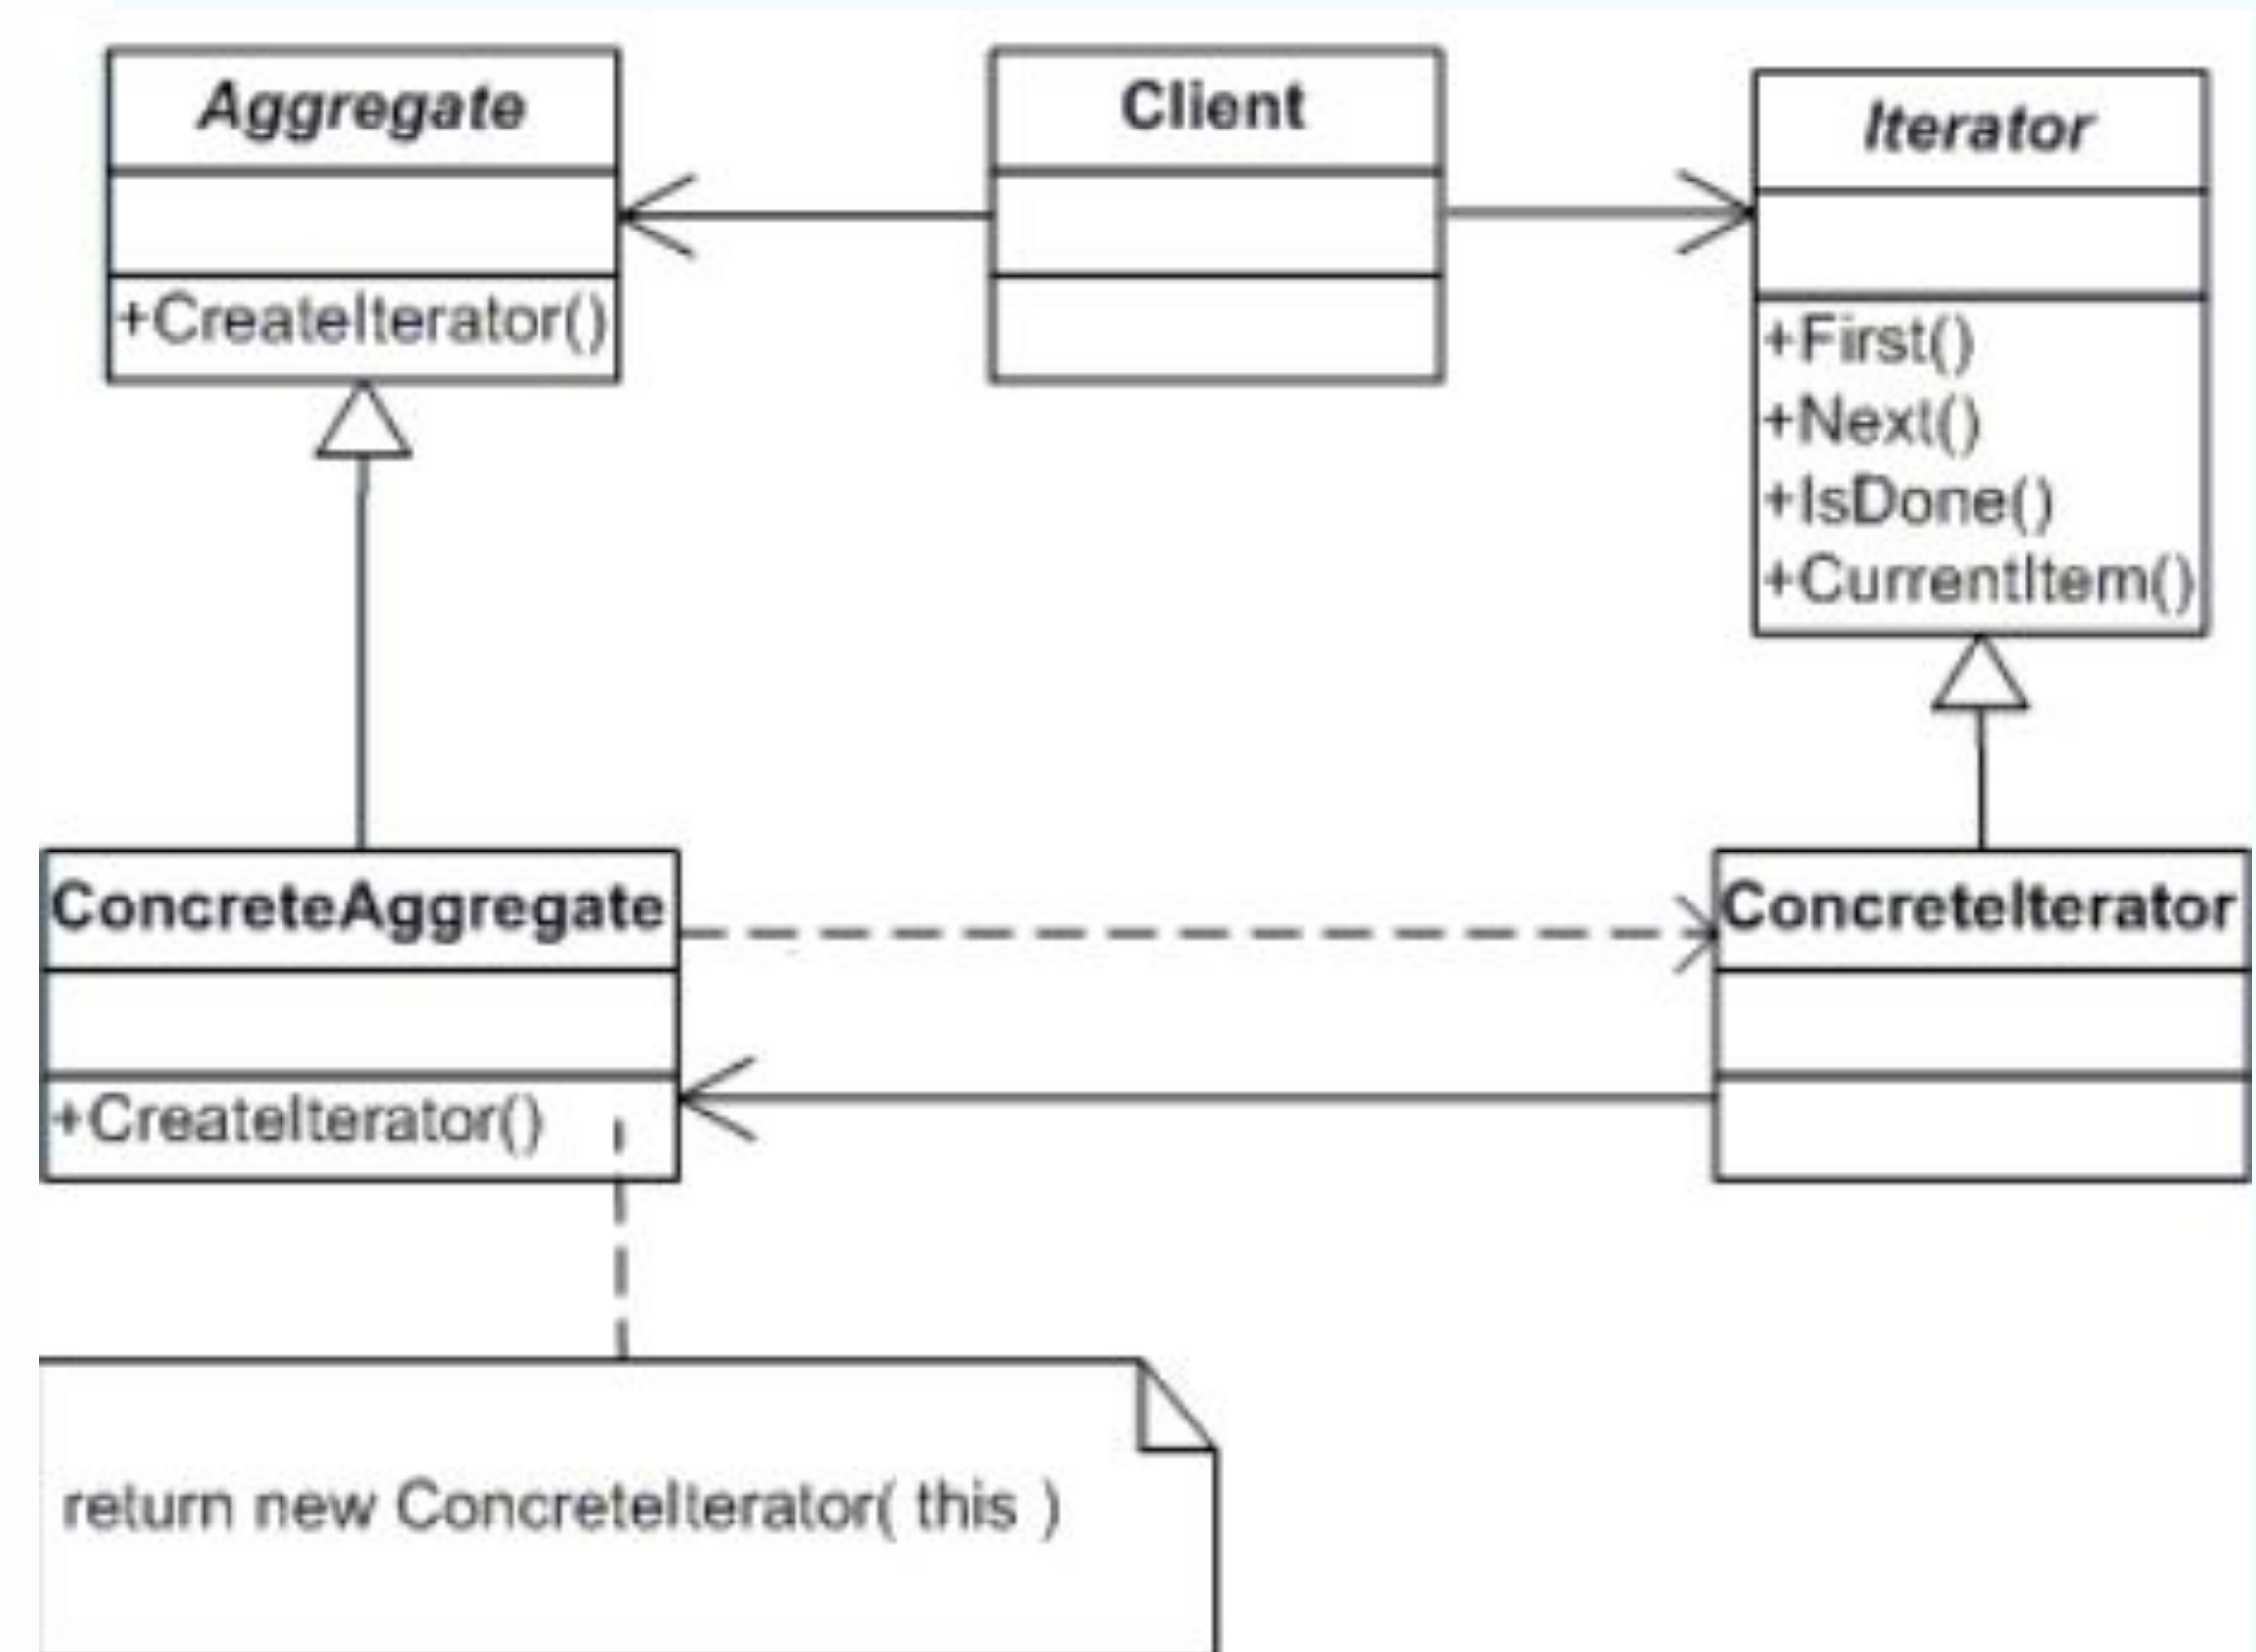 Aggregate
+CreateIterator()
Client
Iterator
+First()
+Next()
+IsDone()
+CurrentItem()
ConcreteAggregate
+CreateIterator()
ConcreteIterator
return new ConcreteIterator( this )